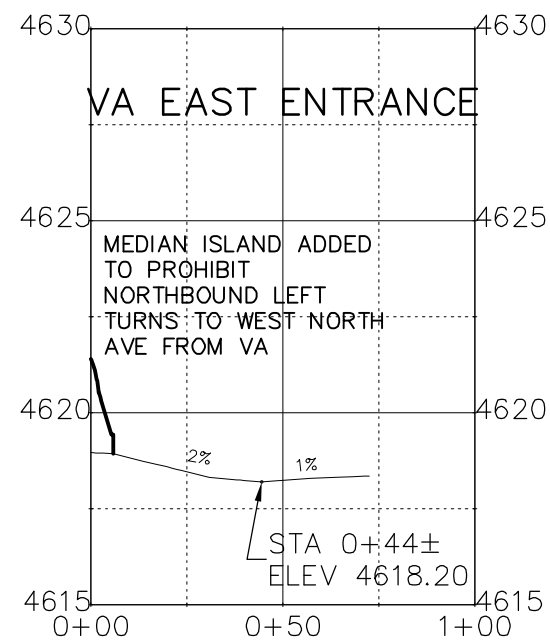 4630 4630
VA EAST ENTRANCE
4625 4625
MEDIAN ISLAND ADDED
TO PROHIBIT
NORTHBOUND LEFT
TURNS TO WEST NORTH
AVE FROM VA
4620 4620
2% 1%
STA 0+44±
ELEV 4618.20
4615 4615
0+00 0+50 1+00